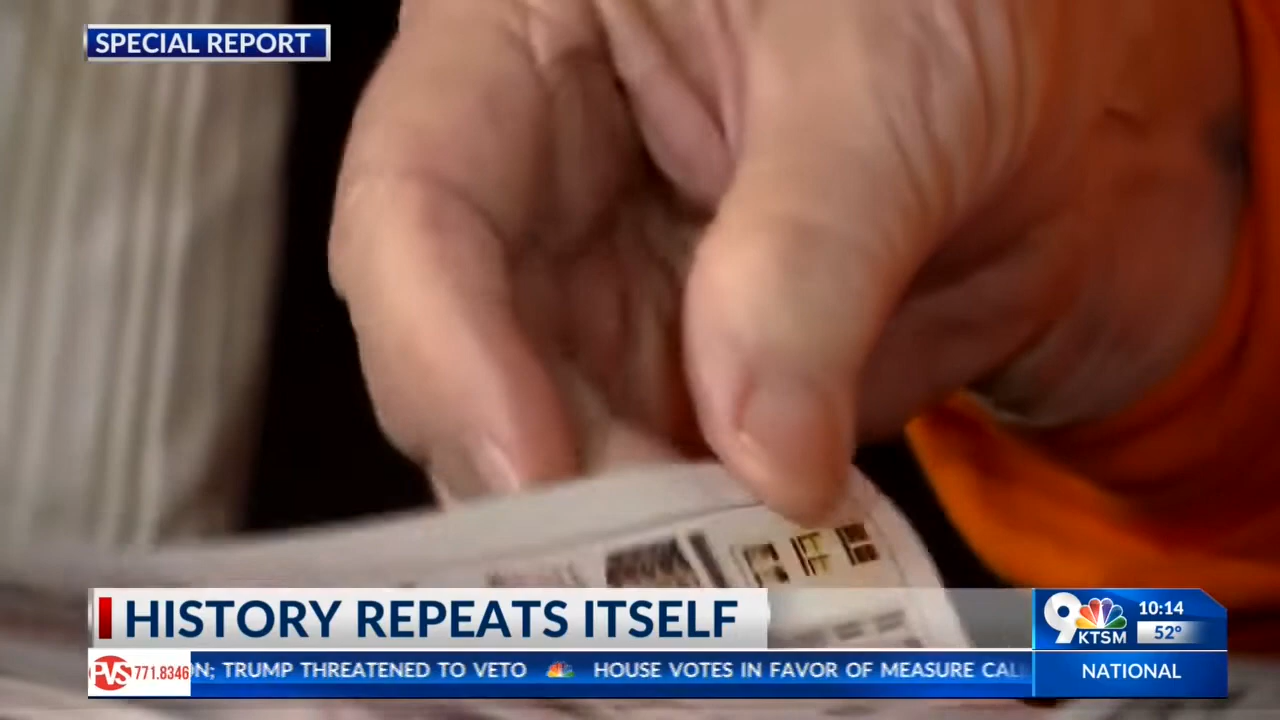 SPECIAL REPORT
HISTORY REPEATS ITSELF
9 KTSM
10:14
52°
PVS 771.8346
N; TRUMP THREATENED TO VETO HOUSE VOTES IN FAVOR OF MEASURE CAL
NATIONAL